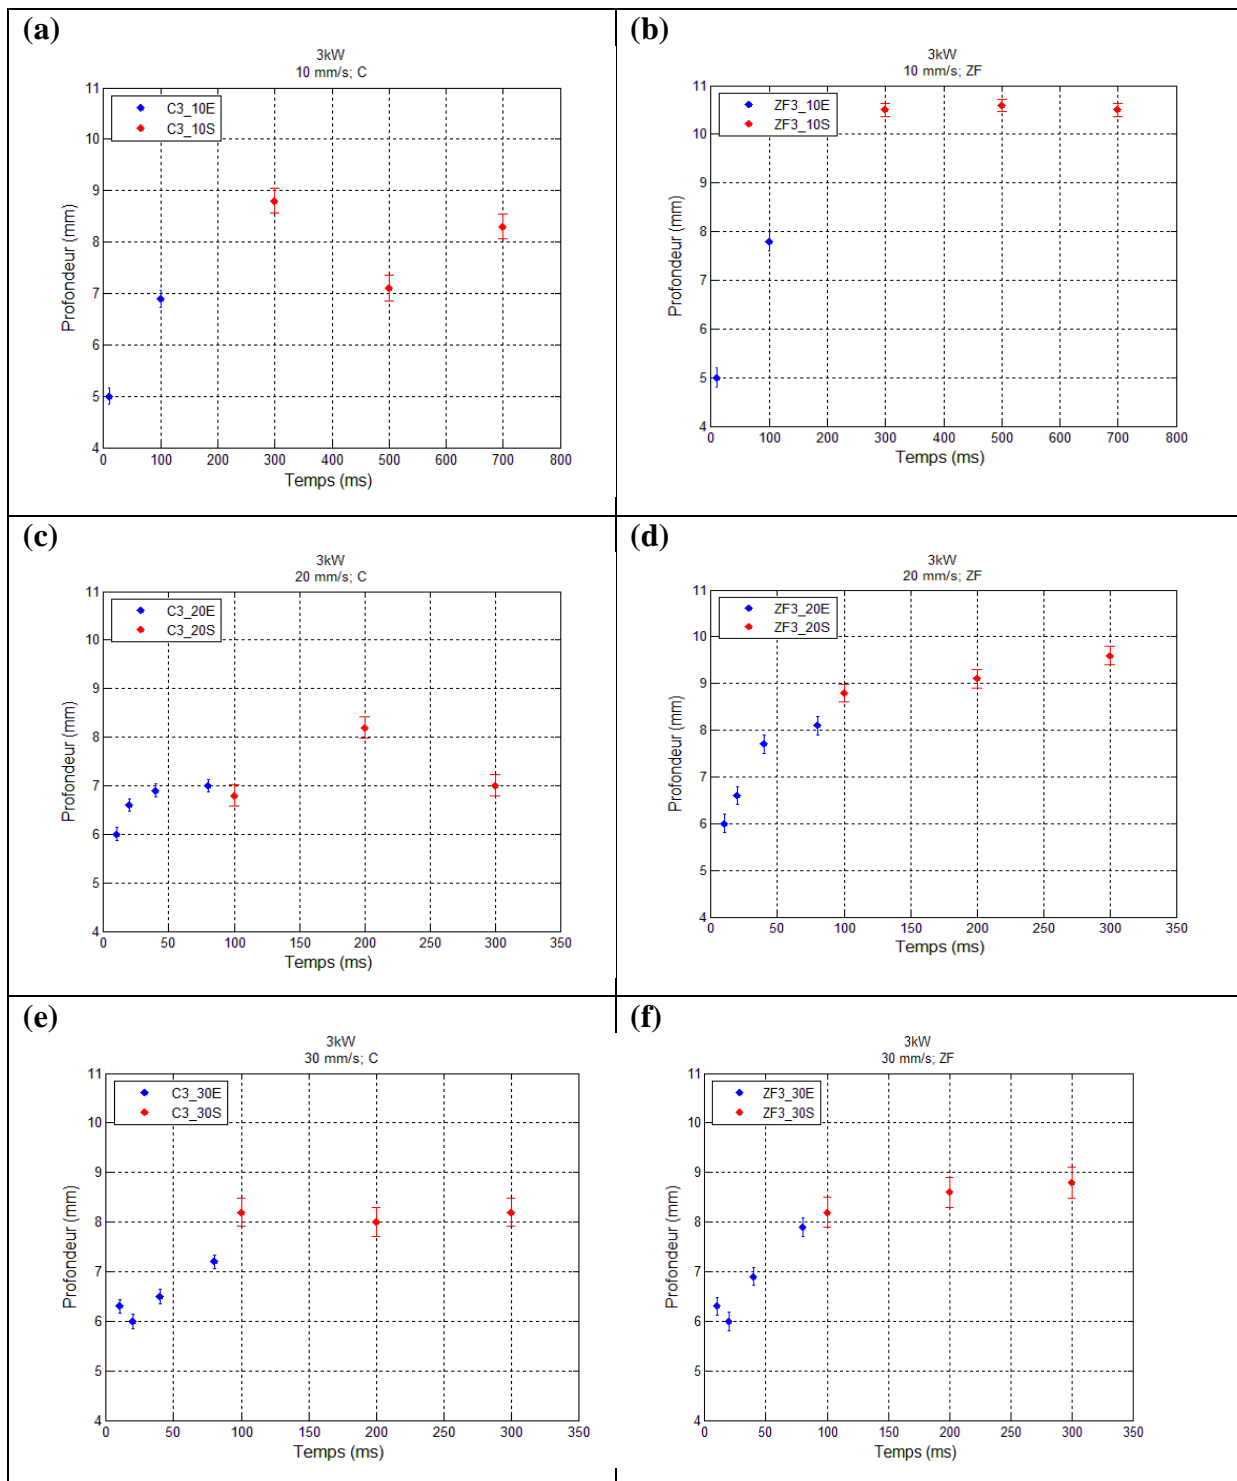 (a)
3kW
10 mm/s; C
C3_10E
C3_10S
11
10
9
8
7
6
5
4
Profondeur (mm)
0 100 200 300 400 500 600 700 800
Temps (ms)
(b)
3kW
10 mm/s; ZF
ZF3_10E
ZF3_10S
11
10
9
8
7
6
5
4
Profondeur (mm)
0 100 200 300 400 500 600 700 800
Temps (ms)
(c)
3kW
20 mm/s; C
C3_20E
C3_20S
11
10
9
8
7
6
5
4
Profondeur (mm)
0 50 100 150 200 250 300 350
Temps (ms)
(d)
3kW
20 mm/s; ZF
ZF3_20E
ZF3_20S
11
10
9
8
7
6
5
4
Profondeur (mm)
0 50 100 150 200 250 300 350
Temps (ms)
(e)
3kW
30 mm/s; C
C3_30E
C3_30S
11
10
9
8
7
6
5
4
Profondeur (mm)
0 50 100 150 200 250 300 350
Temps (ms)
(f)
3kW
30 mm/s; ZF
ZF3_30E
ZF3_30S
11
10
9
8
7
6
5
4
Profondeur (mm)
0 50 100 150 200 250 300 350
Temps (ms)